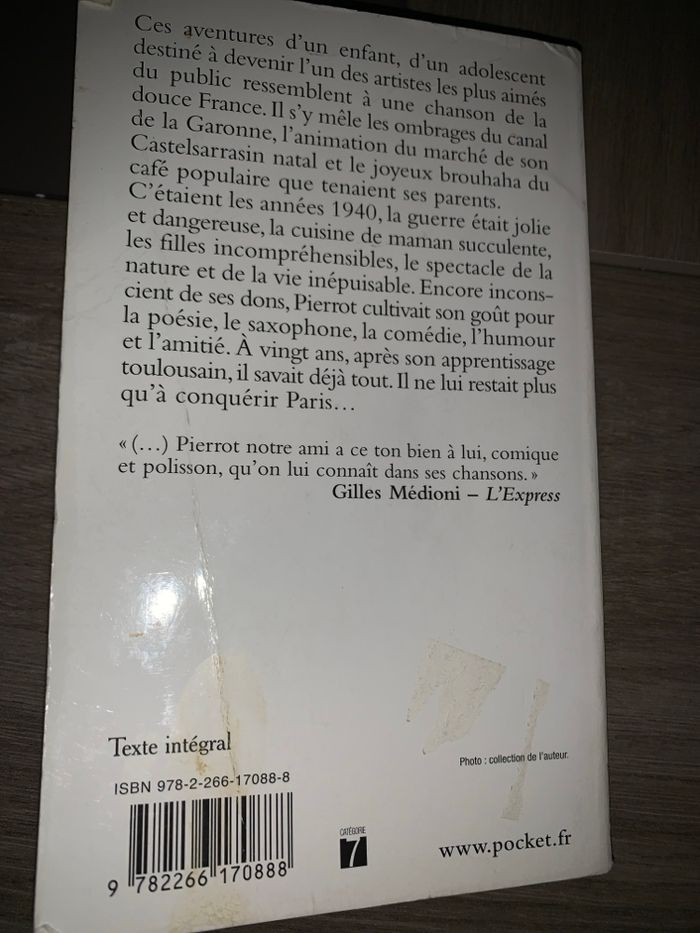 Ces aventures d'un enfant, d'un adolescent
destiné à devenir l'un des artistes les plus aimés
du public ressemblent à une chanson de la
douce France. Il s'y mêle les ombrages du canal
de la Garonne, l'animation du marché de son
Castelsarrasin natal et le joyeux brouhaha du
café populaire que tenaient ses parents.
C'étaient les années 1940, la guerre était jolie
et dangereuse, la cuisine de maman succulente,
les filles incompréhensibles, le spectacle de la
nature et de la vie inépuisable. Encore incons-
cient de ses dons, Pierrot cultivait son goût pour
la poésie, le saxophone, la comédie, l'humour
et l'amitié. À vingt ans, après son apprentissage
toulousain, il savait déjà tout. Il ne lui restait plus
qu'à conquérir Paris…
« (…) Pierrot notre ami a ce ton bien à lui, comique
et polisson, qu'on lui connaît dans ses chansons. »
Gilles Médioni – L'Express
Texte intégral
Photo : collection de l'auteur.
ISBN 978-2-266-17088-8
CATÉGORIE
7
www.pocket.fr
9 782266 170888